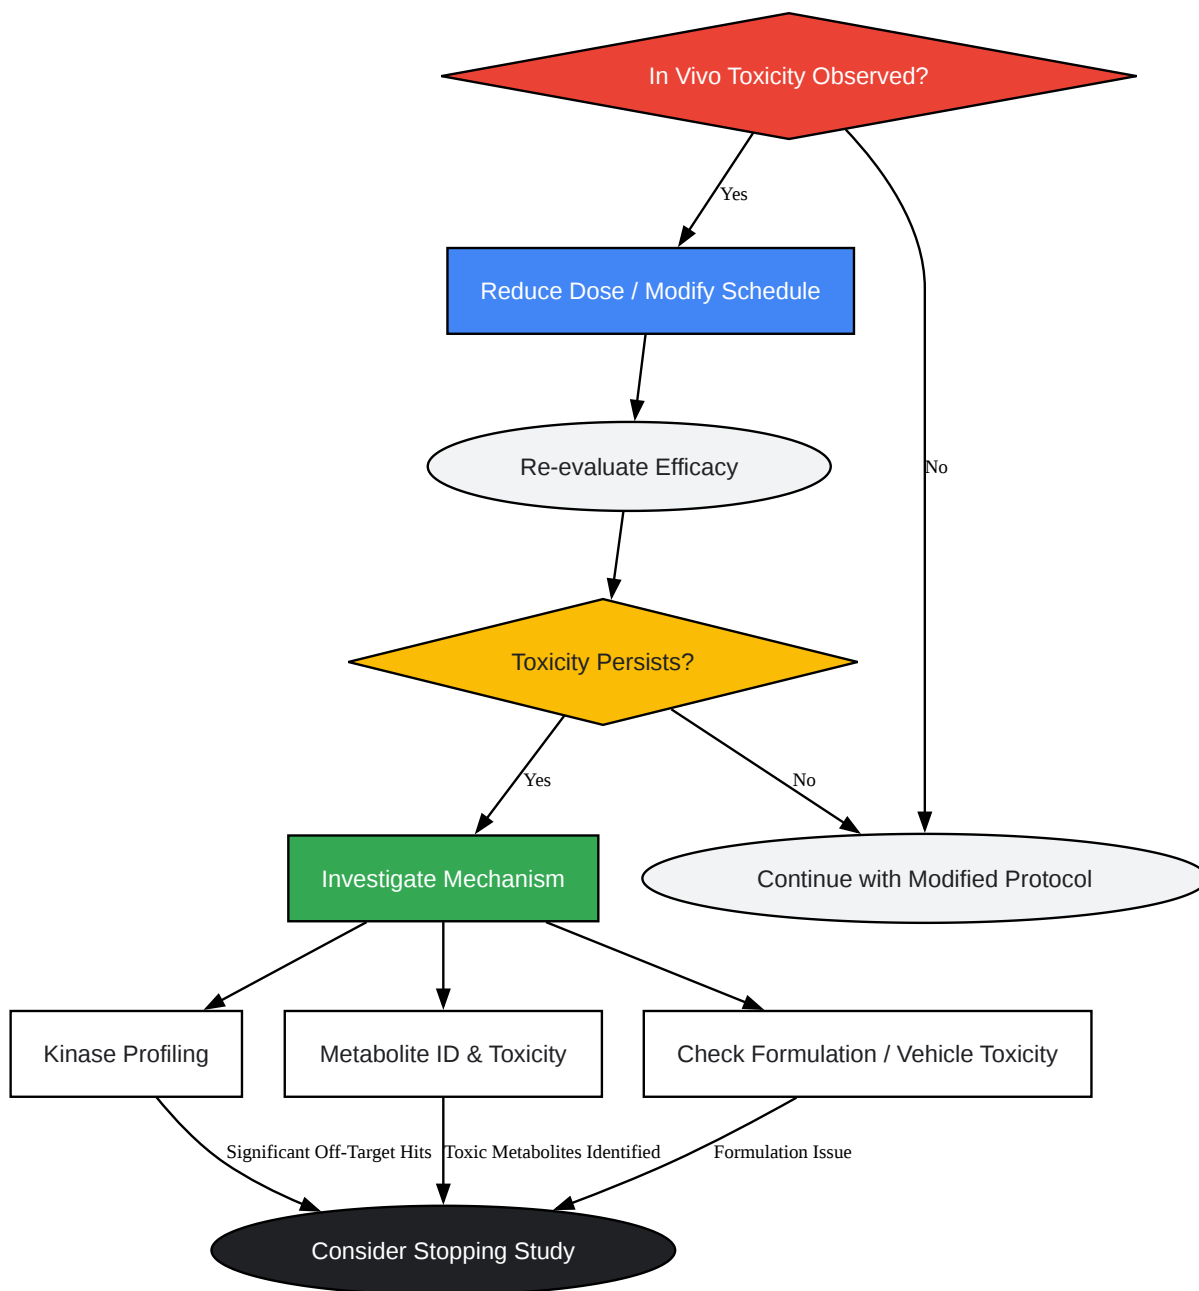 In Vivo Toxicity Observed?
Yes
Reduce Dose / Modify Schedule
Re-evaluate Efficacy
No
Toxicity Persists?
Yes
No
Investigate Mechanism
Continue with Modified Protocol
Kinase Profiling
Metabolite ID & Toxicity
Check Formulation / Vehicle Toxicity
Significant Off-Target Hits
Toxic Metabolites Identified
Formulation Issue
Consider Stopping Study